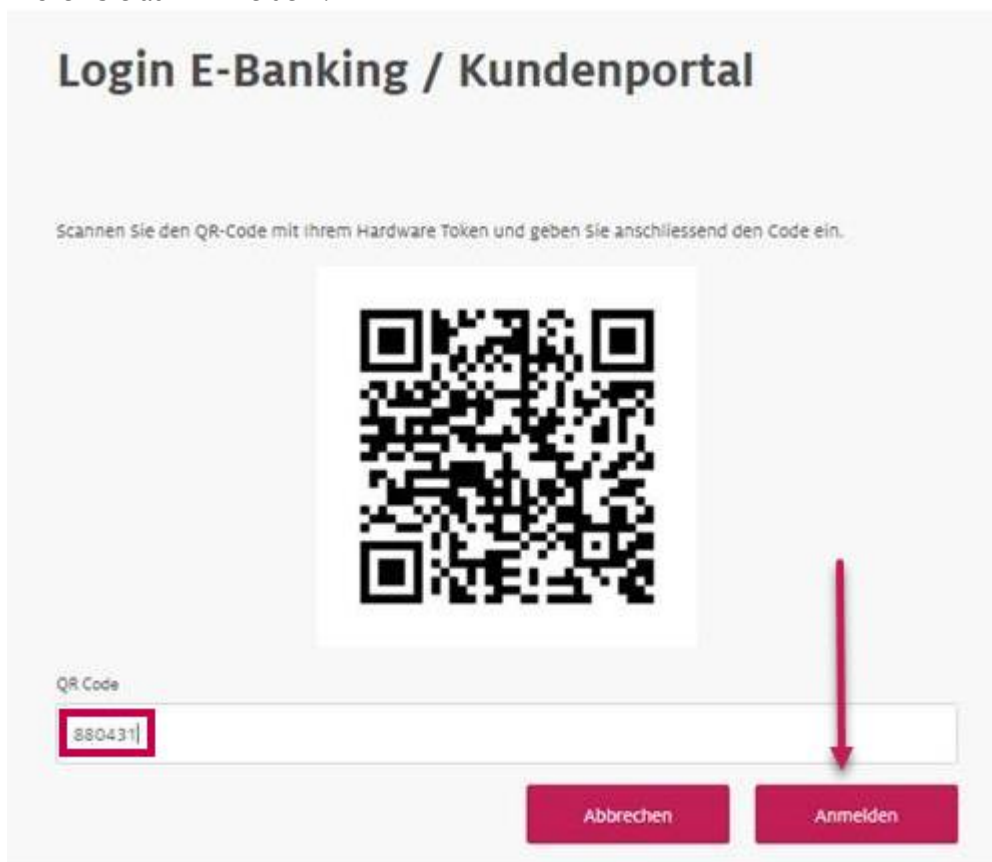 Login E-Banking / Kundenportal
Scannen Sie den QR-Code mit Ihrem Hardware Token und geben Sie anschliessend den Code ein.
QR Code
880431
Abbrechen
Anmelden